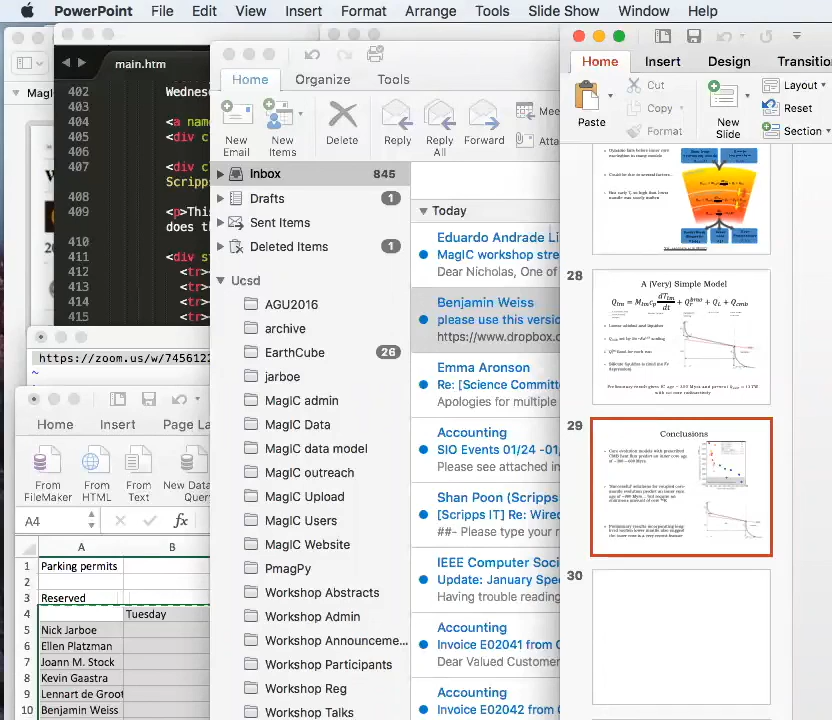 PowerPoint File Edit View Insert Format Arrange Tools Slide Show Window Help
main.htm
402 Wednes
403
404 <a nam
405 <div c
406
407 <div c
Scripp
408
409 <p>Thi
does th
410
411 <div st
412 <tr>
413 <tr>
414 <tr>
415 <tr>
https://zoom.us/w/7456122
~
Home Insert Page La
From FileMaker
From HTML
From Text
New Data Query
A4
fx
A B
1 Parking permits
2
3 Reserved
4 Tuesday
5 Nick Jarboe
6 Ellen Platzman
7 Joann M. Stock
8 Kevin Gaastra
9 Lennart de Groot
10 Benjamin Weiss
Home Organize Tools
New Email
New Items
Delete
Reply
Reply All
Forward
Mee
Atta
Inbox 845
Drafts 1
Sent Items
Deleted Items 1
Ucsd
AGU2016
archive
EarthCube 26
jarboe
MagIC admin
MagIC Data
MagIC data model
MagIC outreach
MagIC Upload
MagIC Users
MagIC Website
PmagPy
Workshop Abstracts
Workshop Admin
Workshop Announceme...
Workshop Participants
Workshop Reg
Workshop Talks
Today
Eduardo Andrade Li
MagIC workshop stre
Dear Nicholas, One of
Benjamin Weiss
please use this versio
https://www.dropbox.c
Emma Aronson
Re: [Science Committ
Apologies for multiple
Accounting
SIO Events 01/24 -01/
Please see attached in
Shan Poon (Scripps
[Scripps IT] Re: Wired
##- Please type your r
IEEE Computer Soci
Update: January Spe
Having trouble reading
Accounting
Invoice E02041 from C
Dear Valued Customer
Accounting
Invoice E02042 from C
Home Insert Design Transitio
Paste
Cut
Copy
Format
New Slide
Layout
Reset
Section
28
A (Very) Simple Model
29
Conclusions
30